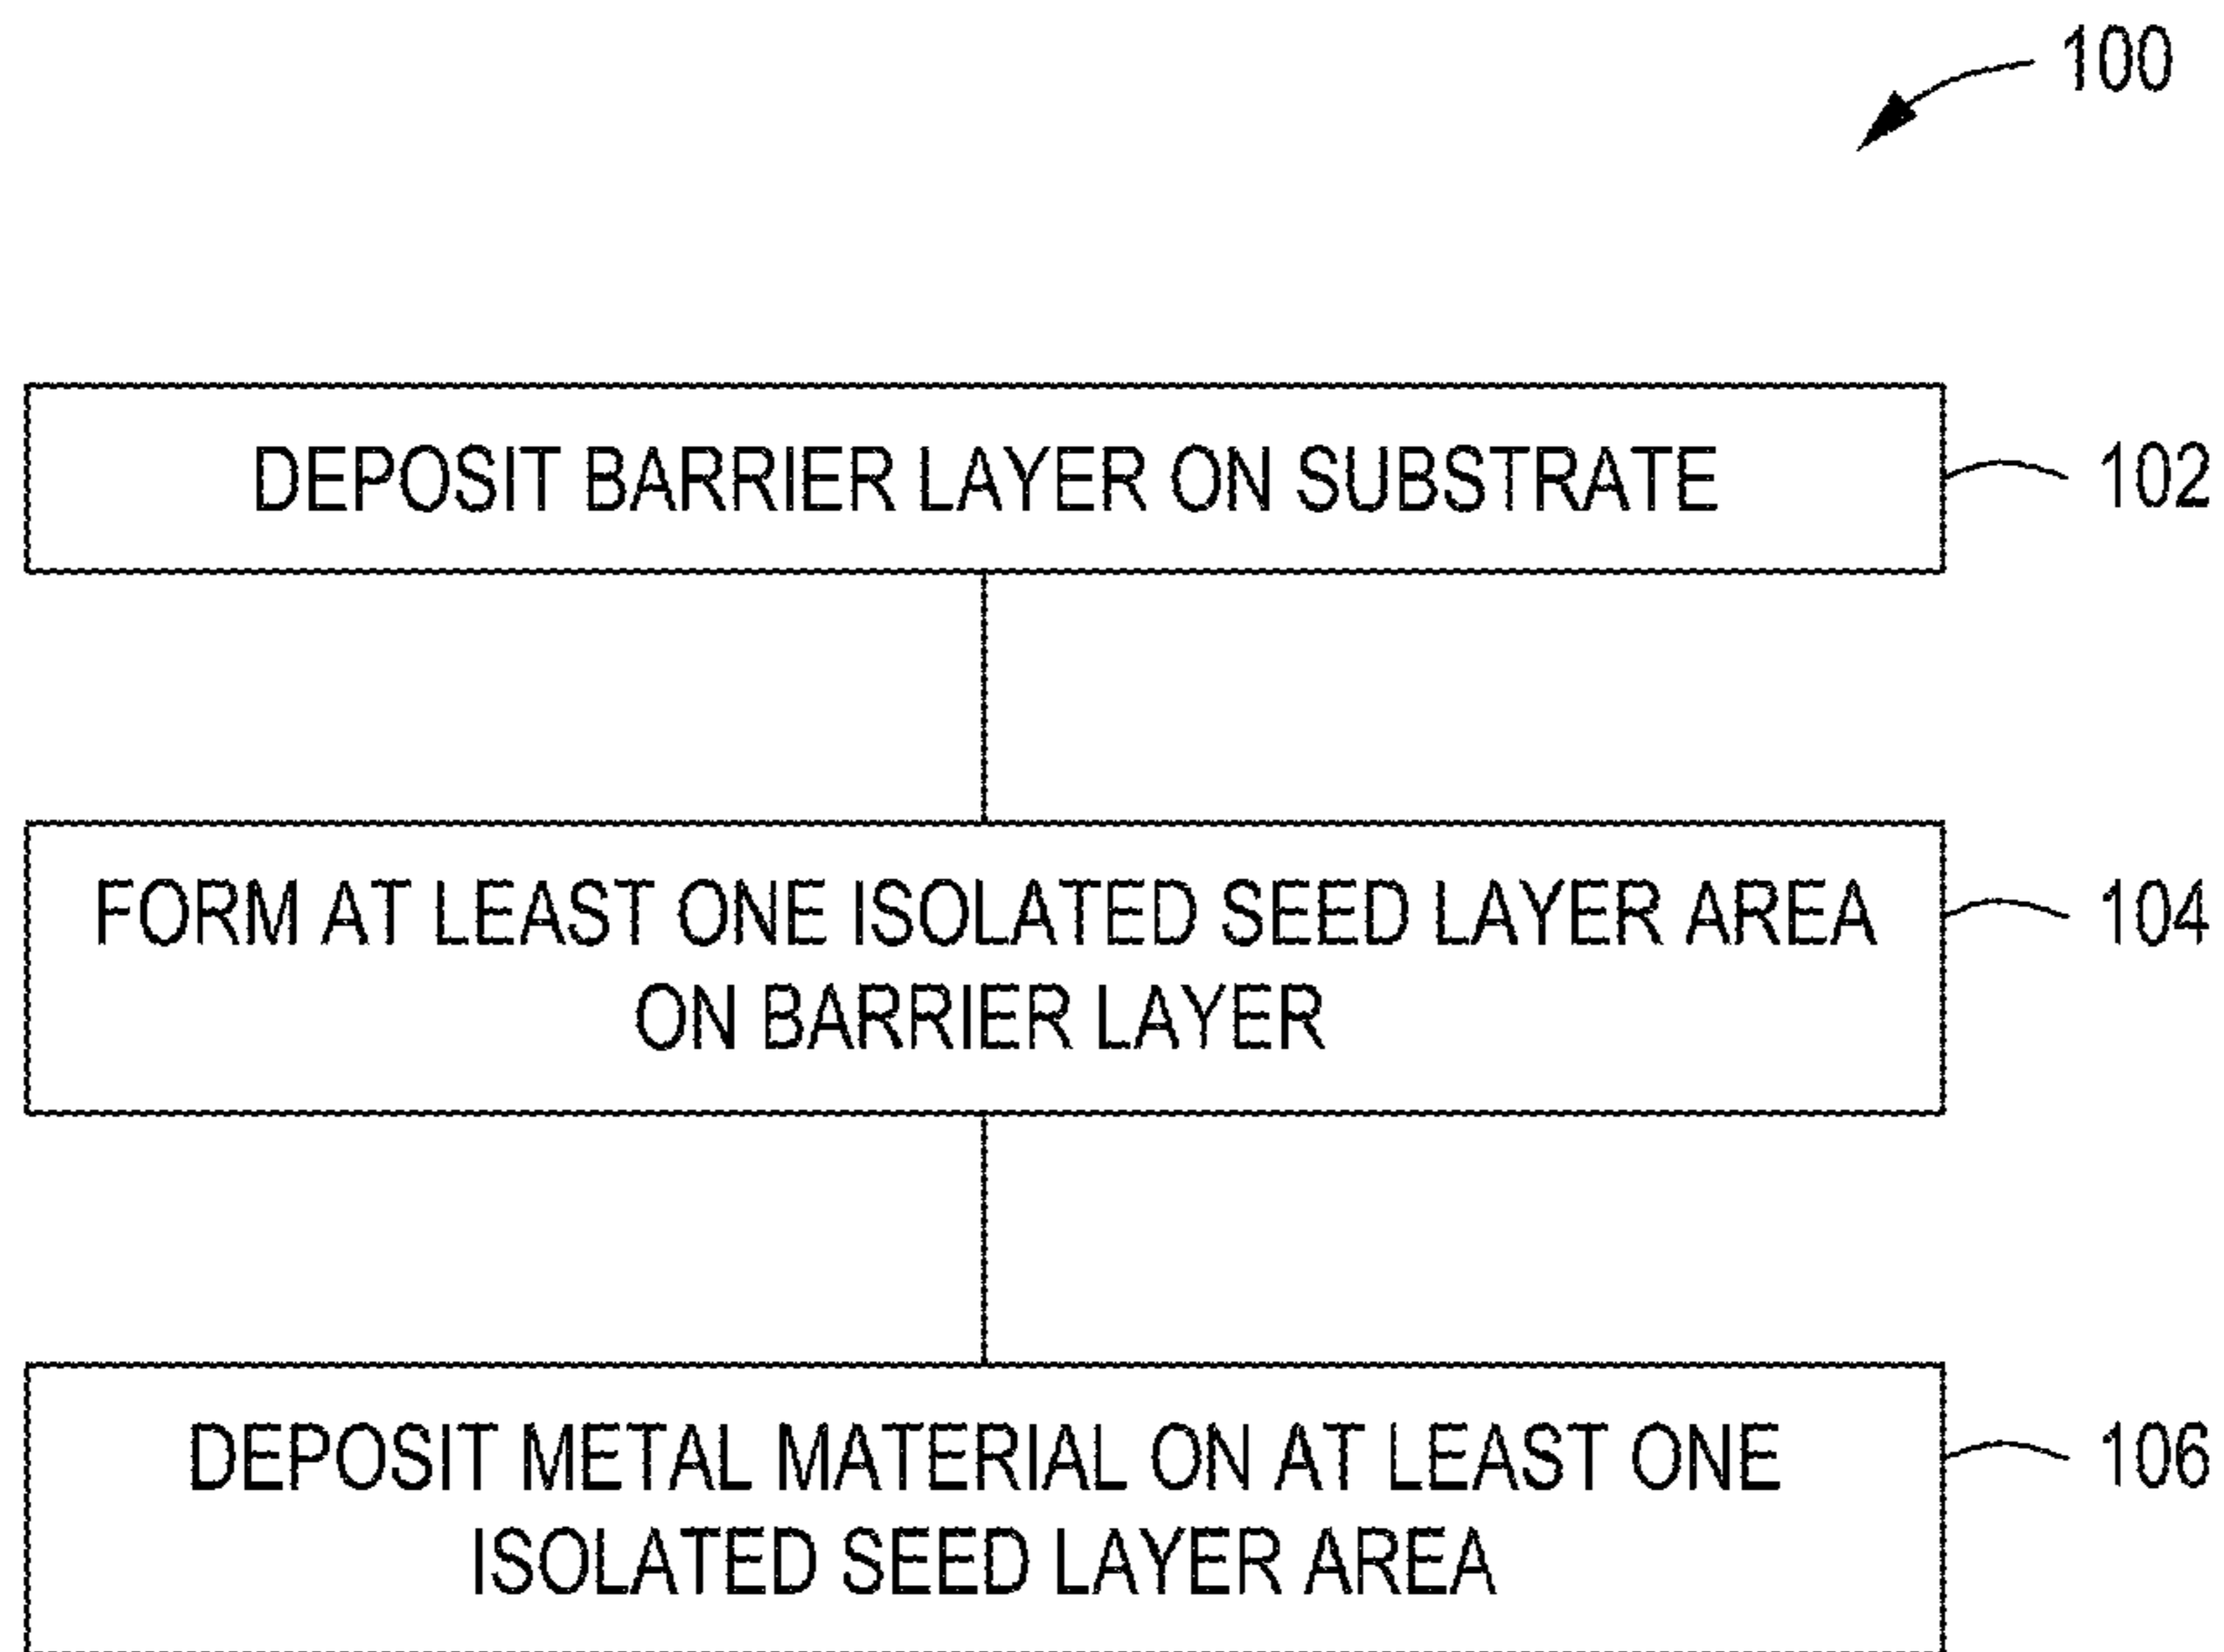 100
DEPOSIT BARRIER LAYER ON SUBSTRATE
102
FORM AT LEAST ONE ISOLATED SEED LAYER AREA
ON BARRIER LAYER
104
DEPOSIT METAL MATERIAL ON AT LEAST ONE
ISOLATED SEED LAYER AREA
106